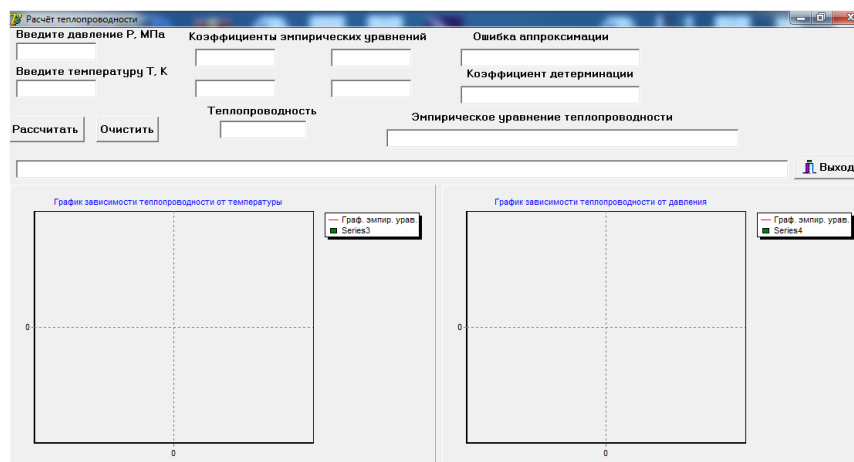 Расчёт теплопроводности
Введите давление P, МПа
Коэффициенты эмпирических уравнений
Ошибка аппроксимации
Введите температуру Т, К
Коэффициент детерминации
Теплопроводность
Эмпирическое уравнение теплопроводности
Рассчитать
Очистить
Выход
График зависимости теплопроводности от температуры
Граф. эмпир. урав.
Series3
0
0
График зависимости теплопроводности от давления
Граф. эмпир. урав.
Series4
0
0